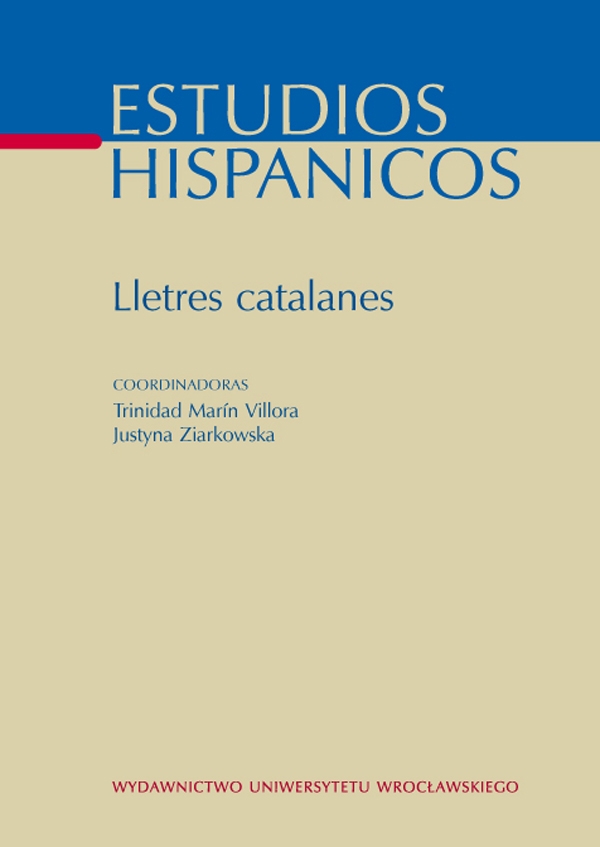 ESTUDIOS
HISPANICOS
Lletres catalanes
COORDINADORAS
Trinidad Marín Villora
Justyna Ziarkowska
WYDAWNICTWO UNIWERSYTETU WROCŁAWSKIEGO